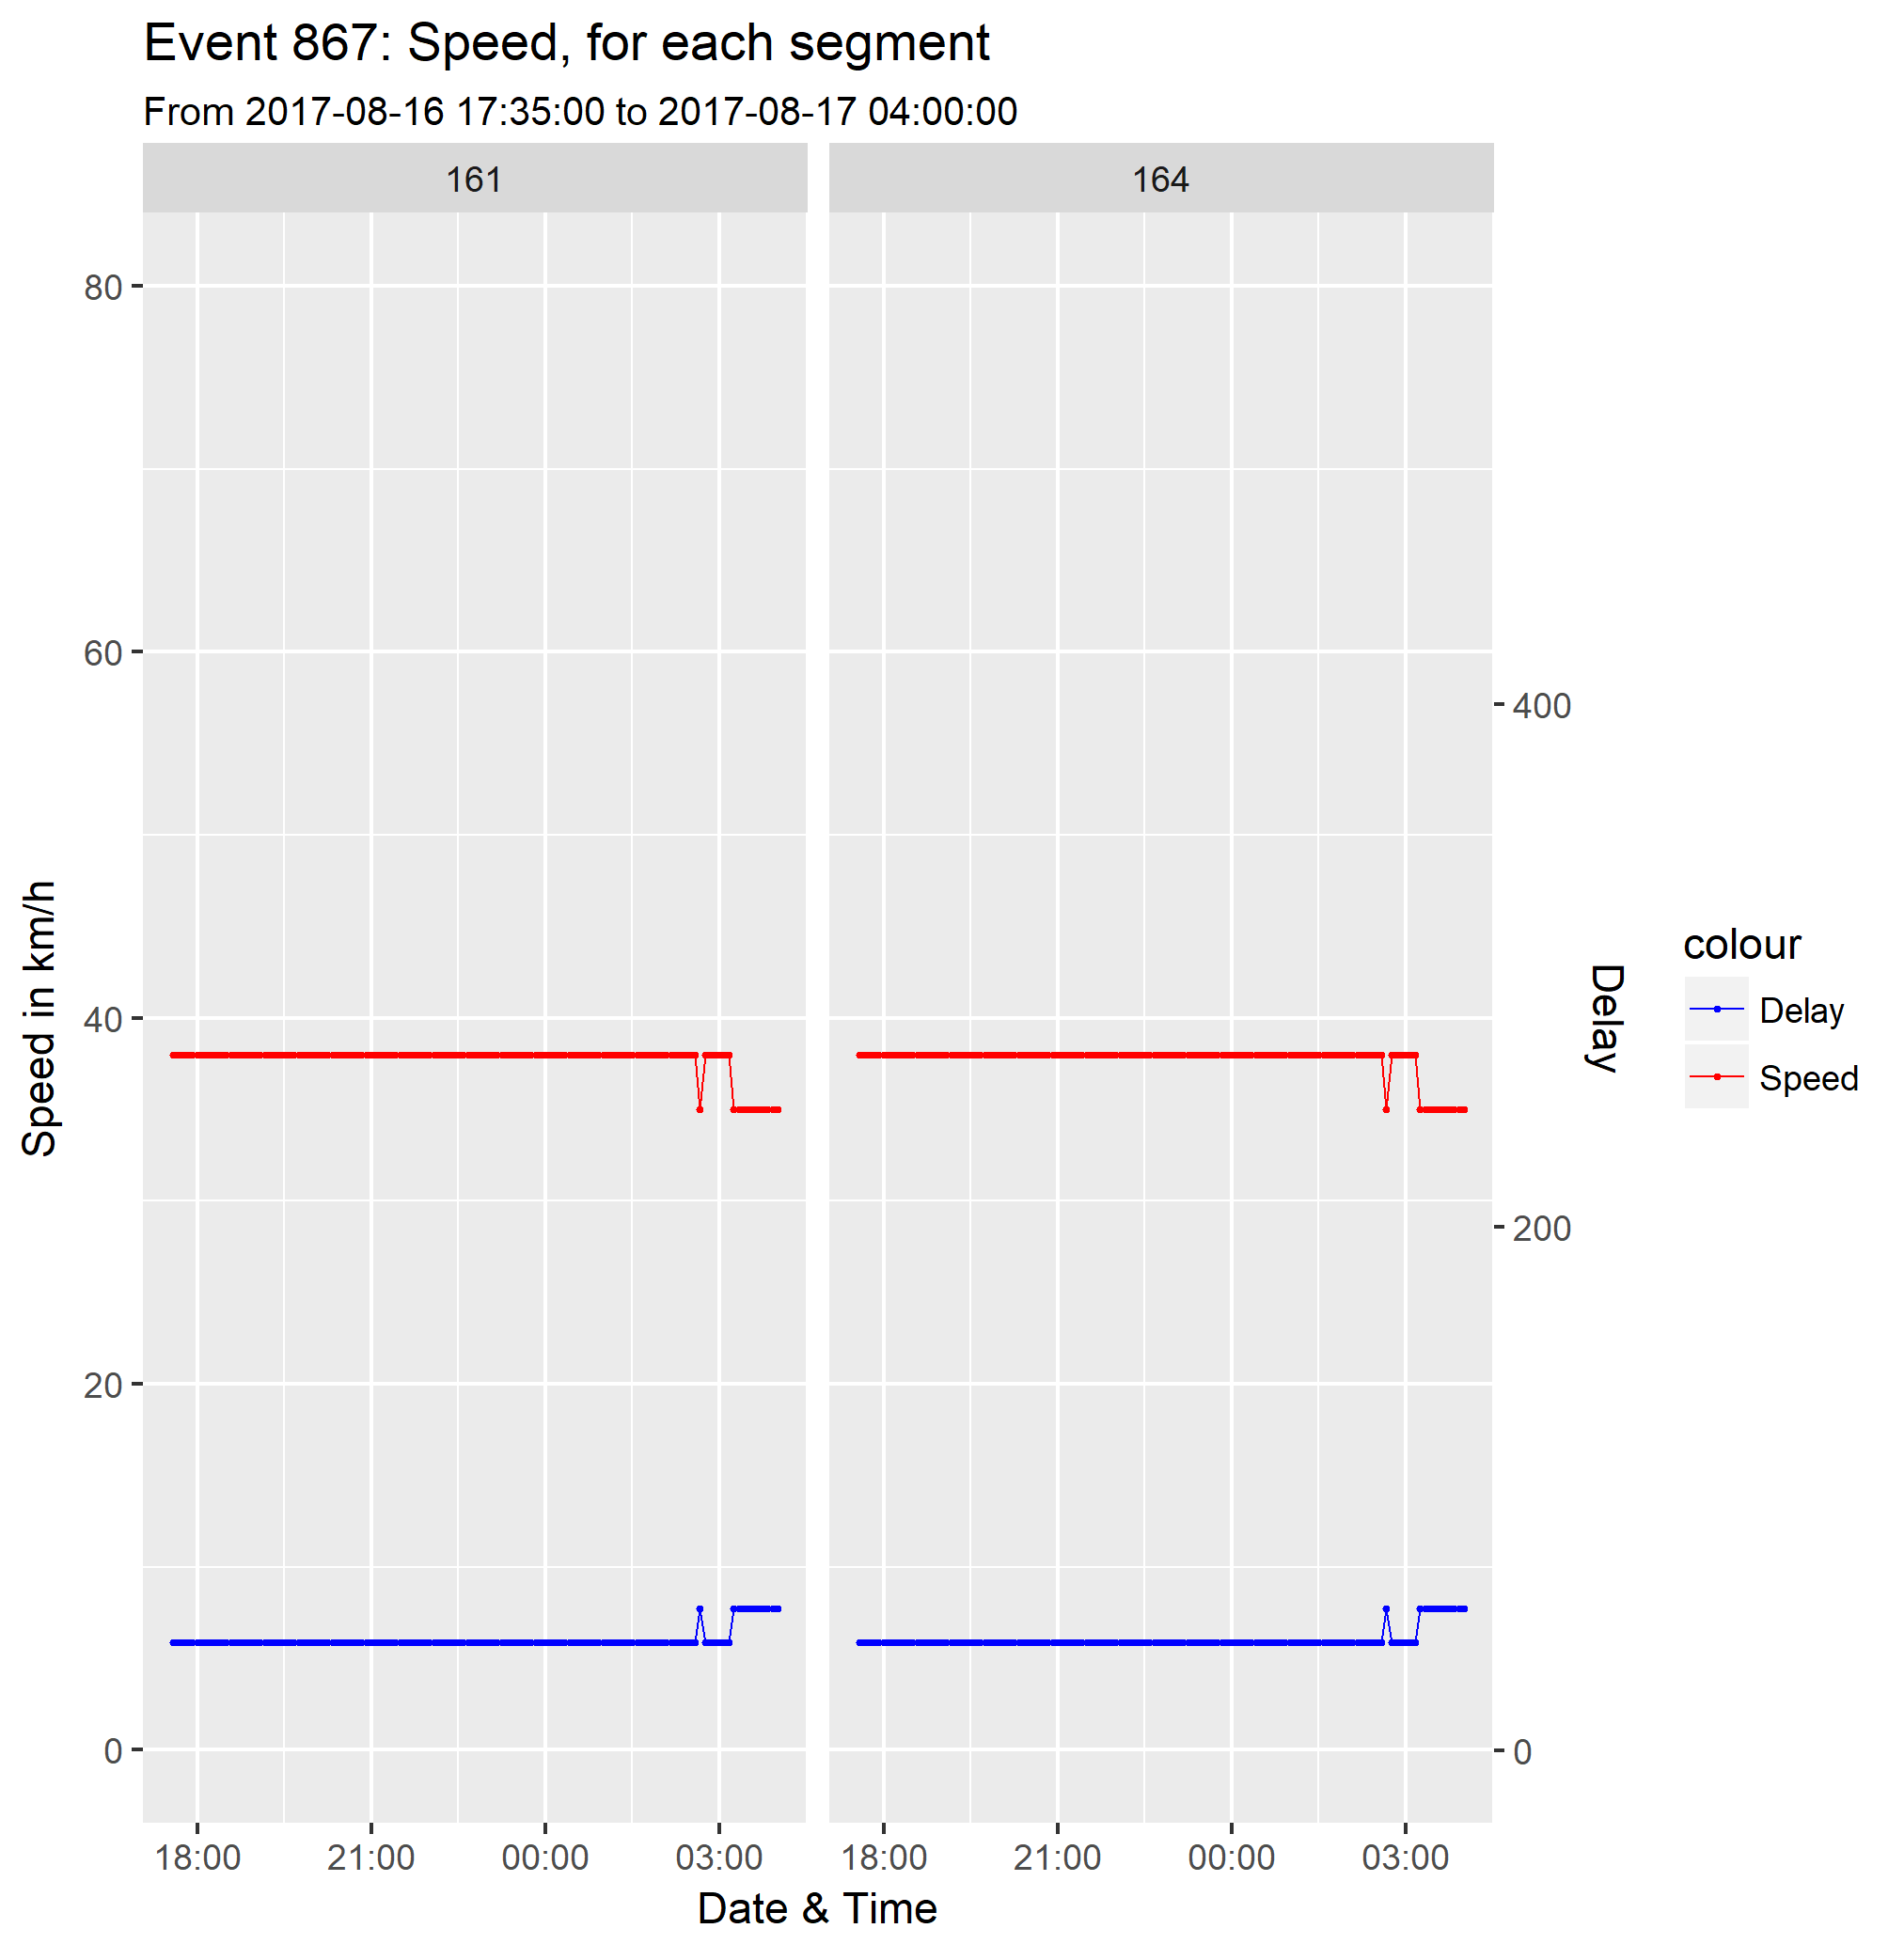 Event 867: Speed, for each segment
From 2017-08-16 17:35:00 to 2017-08-17 04:00:00
161 164
80
60
40
20
0
Speed in km/h
400
200
0
Delay
colour
Delay
Speed
18:00 21:00 00:00 03:00 18:00 21:00 00:00 03:00
Date & Time